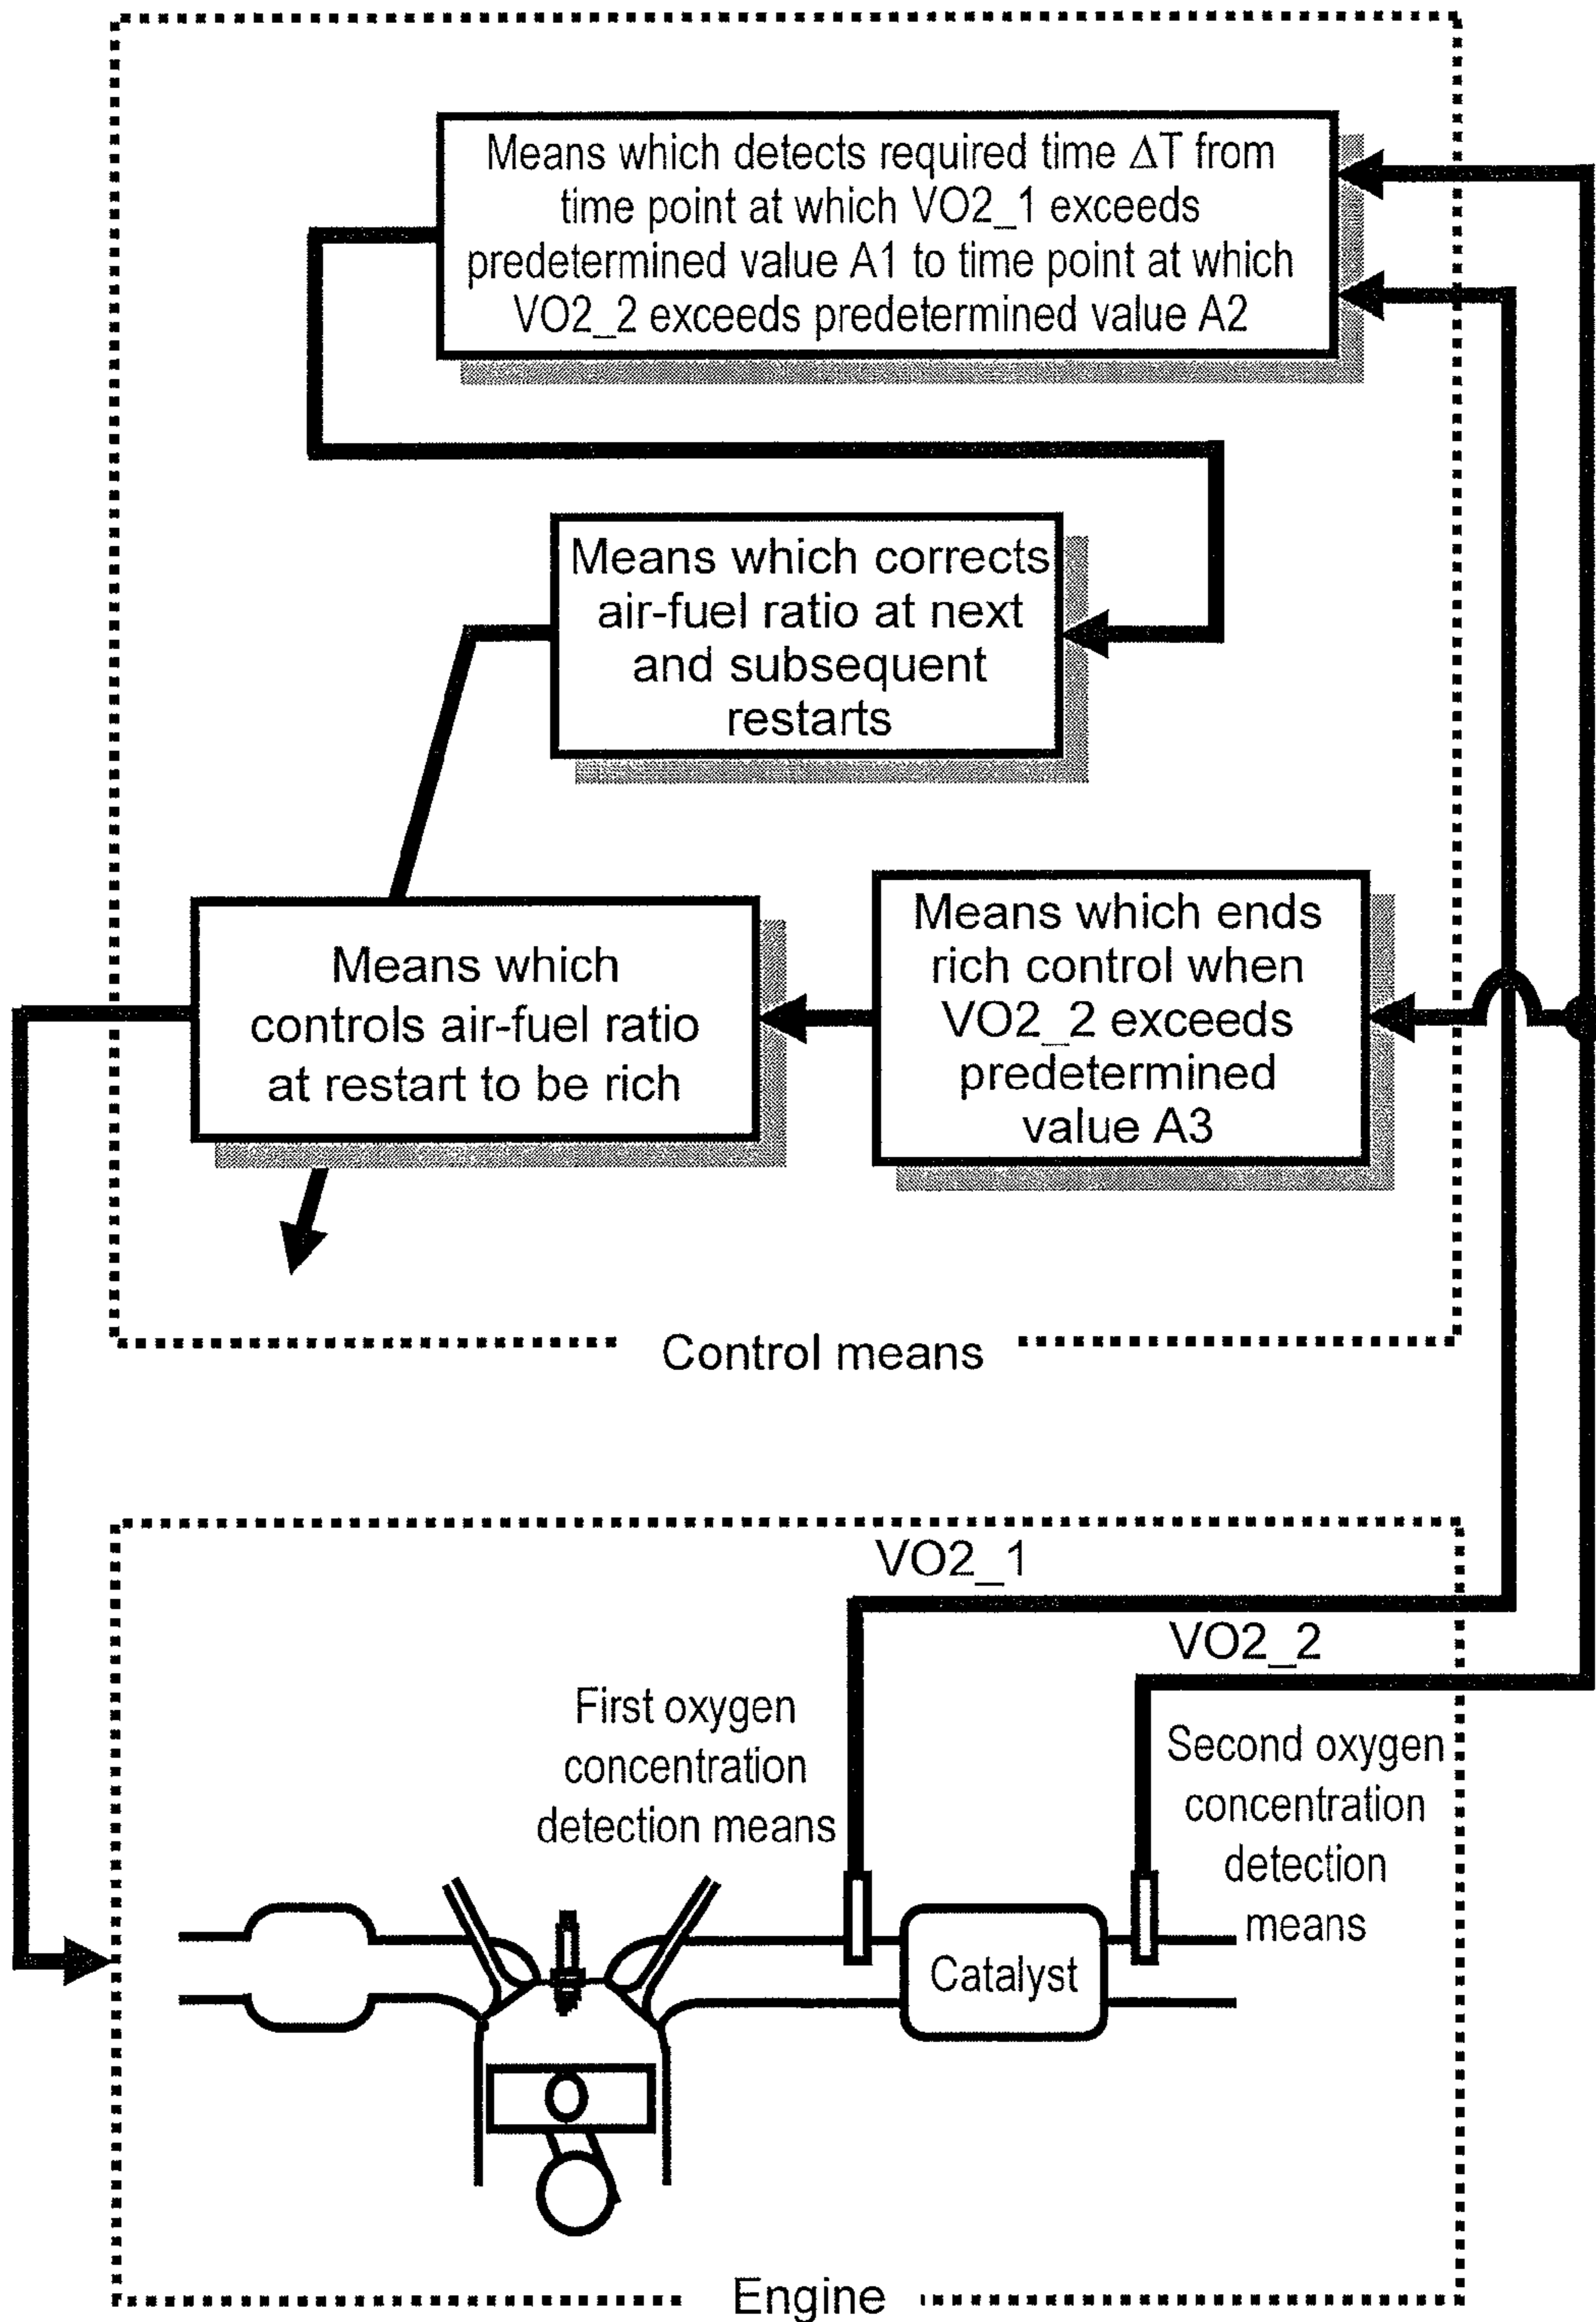 Means which detects required time ΔT from
time point at which VO2_1 exceeds
predetermined value A1 to time point at which
VO2_2 exceeds predetermined value A2
Means which corrects
air-fuel ratio at next
and subsequent
restarts
Means which
controls air-fuel ratio
at restart to be rich
Means which ends
rich control when
VO2_2 exceeds
predetermined
value A3
Control means
VO2_1
VO2_2
First oxygen
concentration
detection means
Second oxygen
concentration
detection
means
Catalyst
Engine